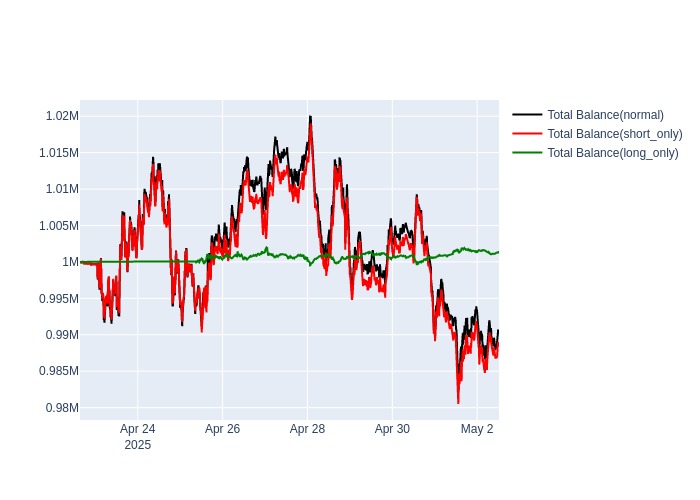 1.02M
1.015M
1.01M
1.005M
1M
0.995M
0.99M
0.985M
0.98M
Apr 24
2025
Apr 26
Apr 28
Apr 30
May 2
Total Balance(normal)
Total Balance(short_only)
Total Balance(long_only)